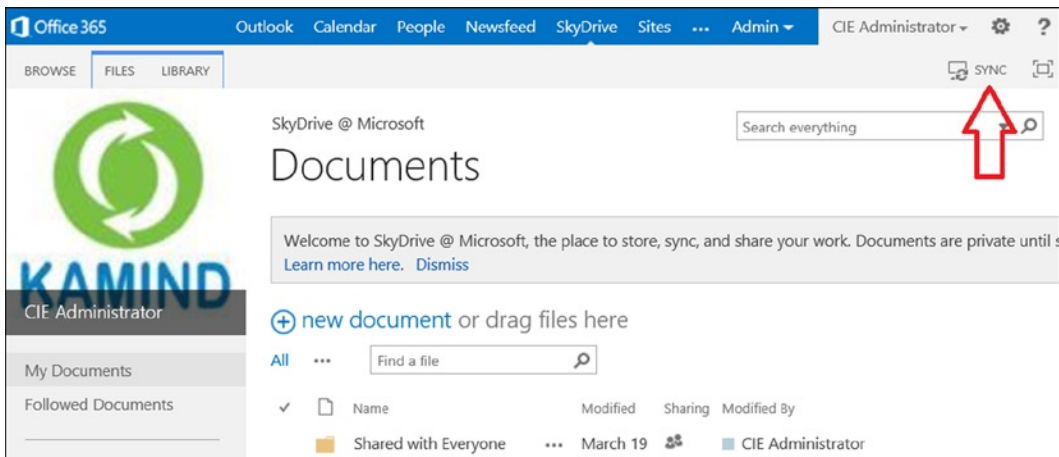 Office 365 Outlook Calendar People Newsfeed SkyDrive Sites ... Admin CIE Administrator ?
BROWSE FILES LIBRARY SYNC
SkyDrive @ Microsoft
Search everything
Documents
Welcome to SkyDrive @ Microsoft, the place to store, sync, and share your work. Documents are private until s
Learn more here. Dismiss
KAMIND
CIE Administrator
new document or drag files here
All ... Find a file
My Documents
Followed Documents
Name Modified Sharing Modified By
Shared with Everyone ... March 19 CIE Administrator